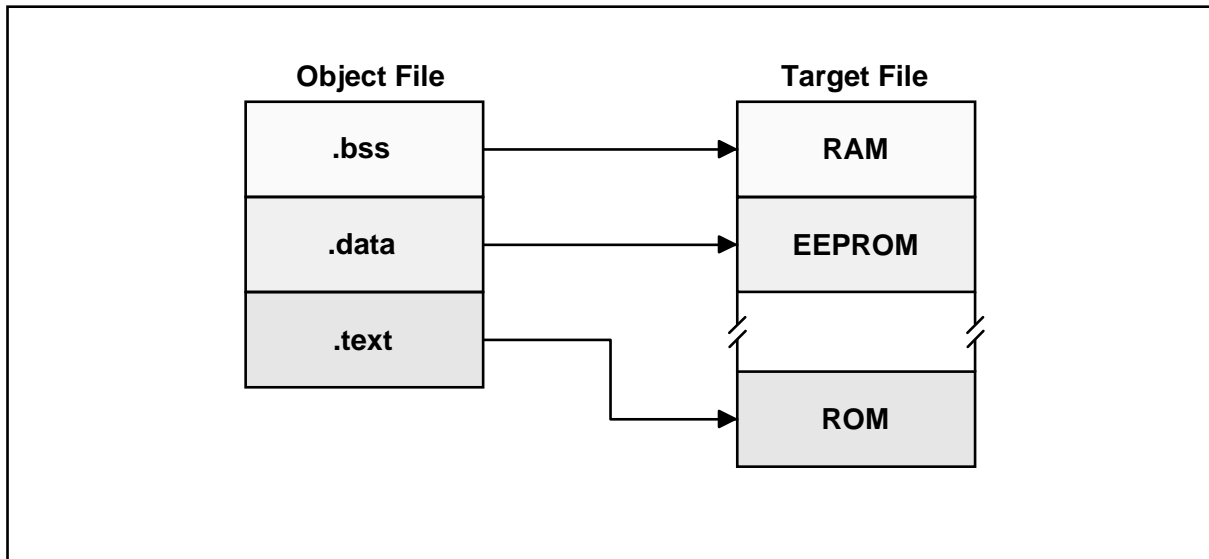 Object File
Target File
.bss
RAM
.data
EEPROM
.text
ROM